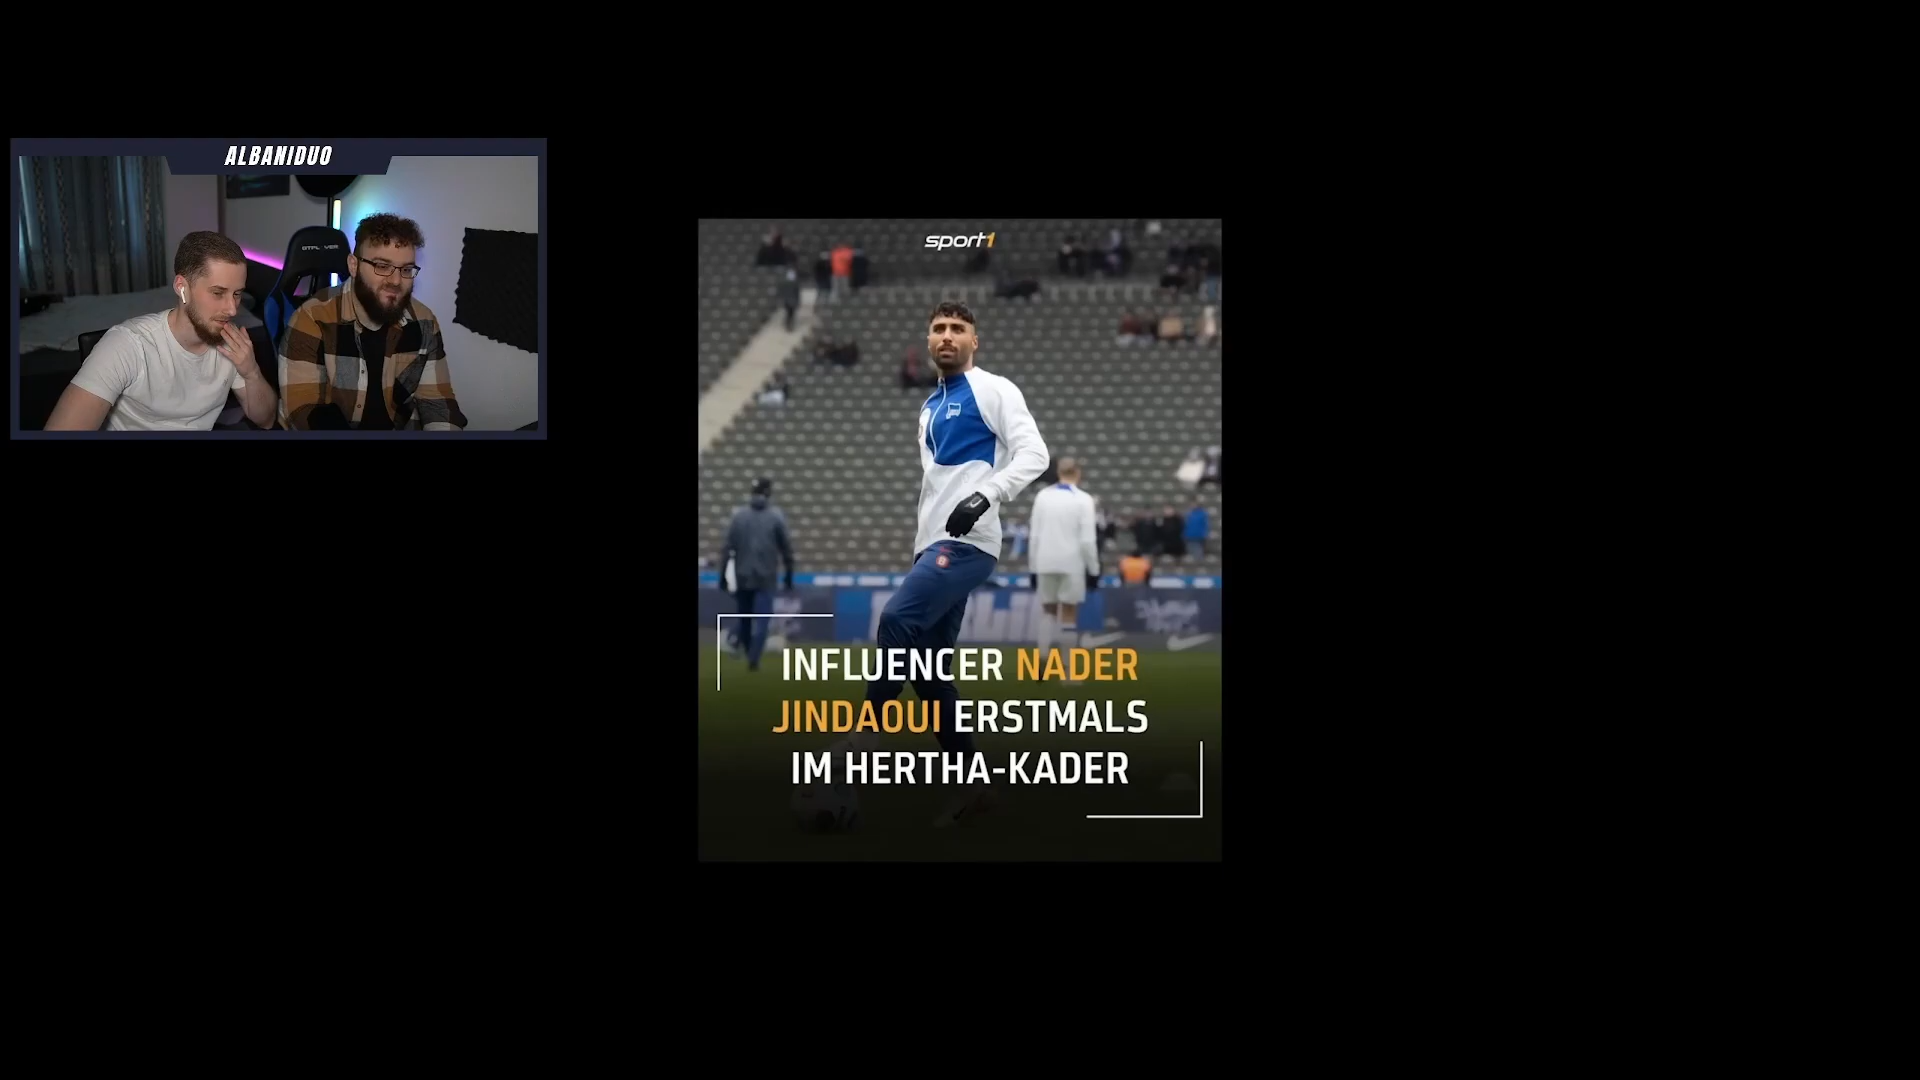 ALBANIDUO
sport1
INFLUENCER NADER
JINDAOUI ERSTMALS
IM HERTHA-KADER